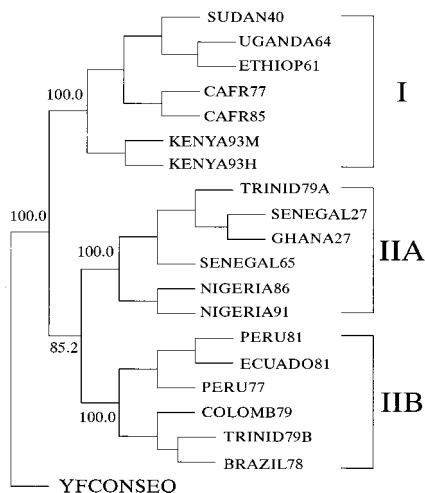 SUDAN40
UGANDA64
ETHIOP61
CAFR77
100.0
I
CAFR85
KENYA93M
KENYA93H
TRINID79A
SENEGAL27
100.0
GHANA27
100.0
IIA
SENEGAL65
NIGERIA86
NIGERIA91
PERU81
85.2
ECUADO81
PERU77
IIB
100.0
COLOMB79
TRINID79B
BRAZIL78
YFCONSEQ